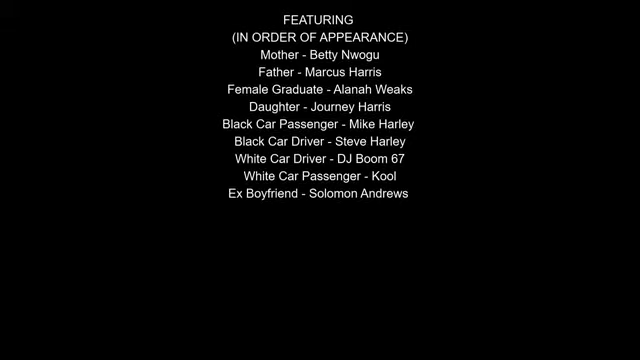 FEATURING
(IN ORDER OF APPEARANCE)
Mother - Betty Nwogu
Father - Marcus Harris
Female Graduate - Alanah Weaks
Daughter - Journey Harris
Black Car Passenger - Mike Harley
Black Car Driver - Steve Harley
White Car Driver - DJ Boom 67
White Car Passenger - Kool
Ex Boyfriend - Solomon Andrews